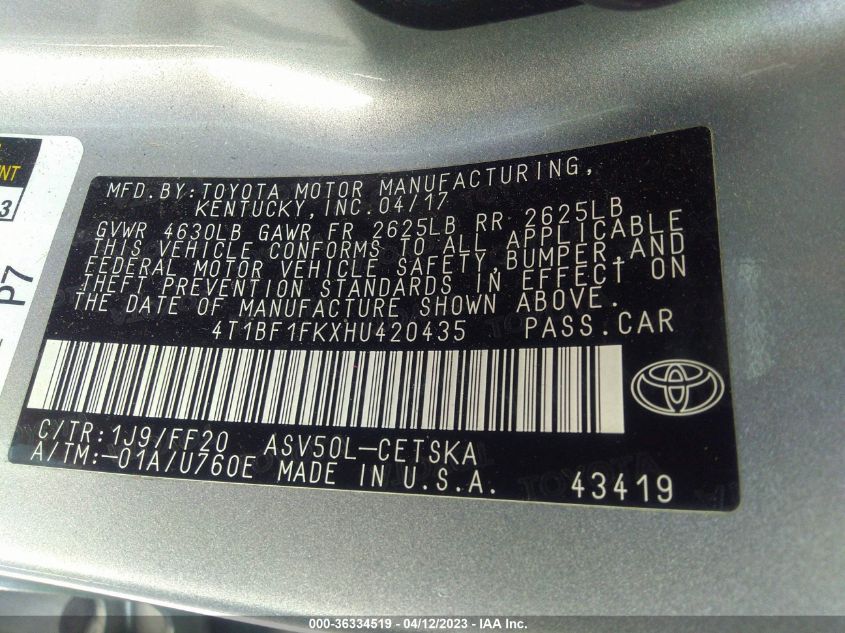 NT
3
P7
MFD.BY:TOYOTA MOTOR MANUFACTURING,
KENTUCKY,INC.04/17
GVWR 4630LB GAWR FR 2625LB RR 2625LB
THIS VEHICLE CONFORMS TO ALL APPLICABLE
FEDERAL MOTOR VEHICLE SAFETY,BUMPER,AND
THEFT PREVENTION STANDARDS IN EFFECT ON
THE DATE OF MANUFACTURE SHOWN ABOVE.
4T1BF1FKXHU420435 PASS.CAR
C/TR:1J9/FF20 ASV50L-CETSKA
A/TM:-01A/U760E MADE IN U.S.A. 43419
000-36334519 - 04/12/2023 - IAA Inc.